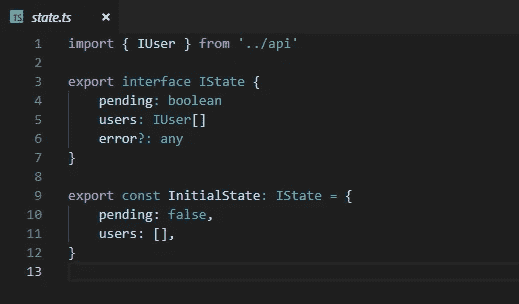 TS state.ts ×
1 import { IUser } from '../api'
2
3 export interface IState {
4     pending: boolean
5     users: IUser[]
6     error?: any
7 }
8
9 export const InitialState: IState = {
10     pending: false,
11     users: [],
12 }
13